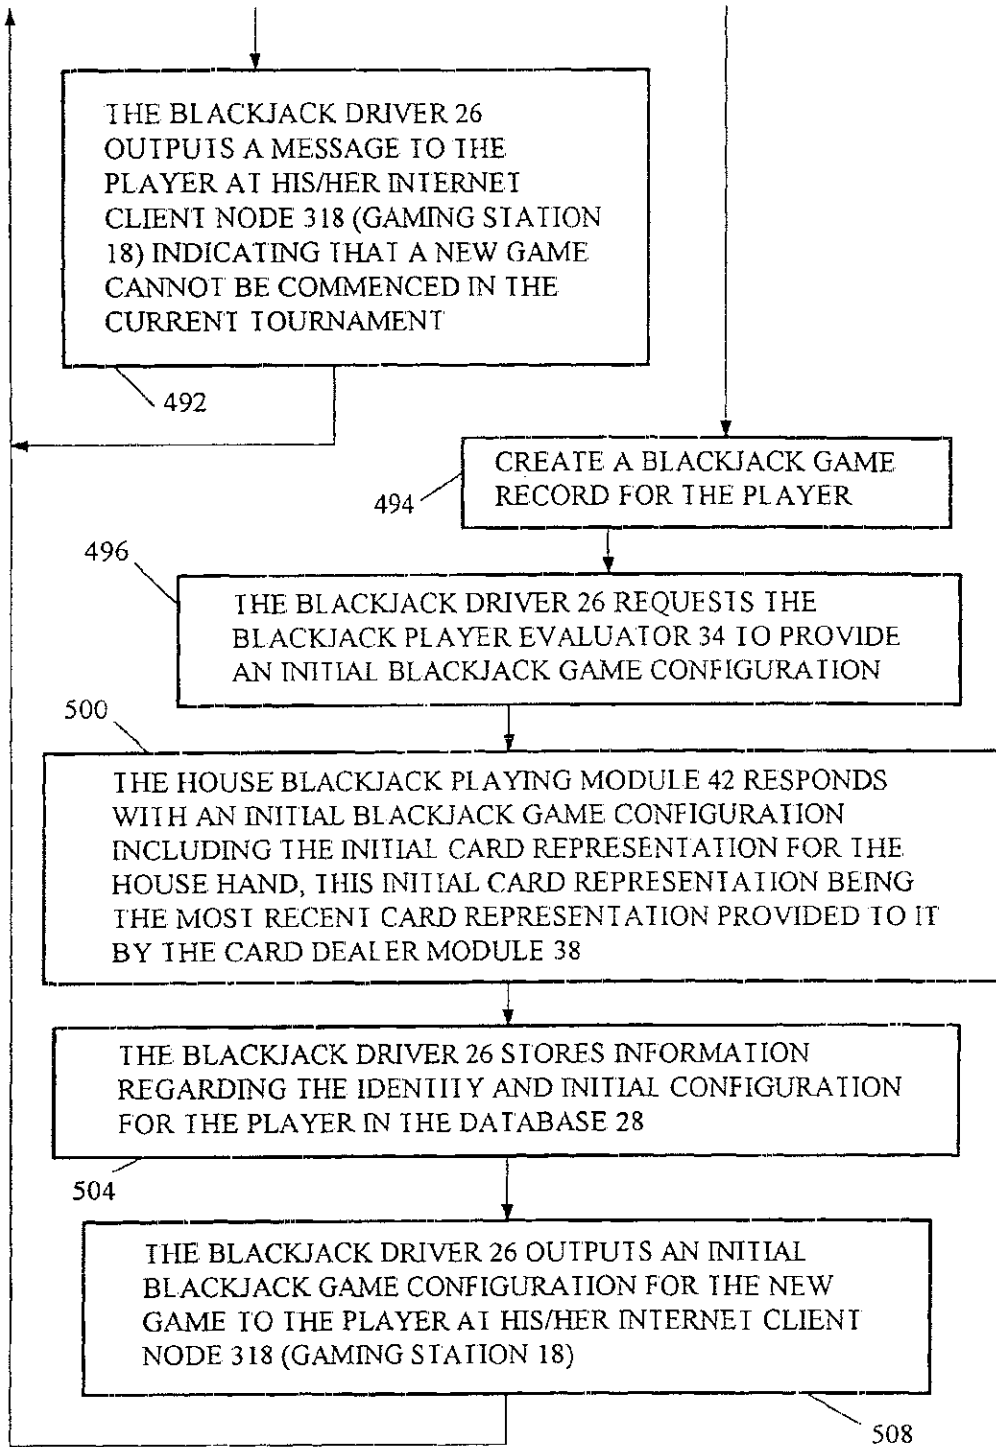 THE BLACKJACK DRIVER 26
OUTPUTS A MESSAGE TO THE
PLAYER AT HIS/HER INTERNET
CLIENT NODE 318 (GAMING STATION
18) INDICATING THAT A NEW GAME
CANNOT BE COMMENCED IN THE
CURRENT TOURNAMENT
492
CREATE A BLACKJACK GAME
RECORD FOR THE PLAYER
494
496
THE BLACKJACK DRIVER 26 REQUESTS THE
BLACKJACK PLAYER EVALUATOR 34 TO PROVIDE
AN INITIAL BLACKJACK GAME CONFIGURATION
500
THE HOUSE BLACKJACK PLAYING MODULE 42 RESPONDS
WITH AN INITIAL BLACKJACK GAME CONFIGURATION
INCLUDING THE INITIAL CARD REPRESENTATION FOR THE
HOUSE HAND, THIS INITIAL CARD REPRESENTATION BEING
THE MOST RECENT CARD REPRESENTATION PROVIDED TO IT
BY THE CARD DEALER MODULE 38
THE BLACKJACK DRIVER 26 STORES INFORMATION
REGARDING THE IDENTITY AND INITIAL CONFIGURATION
FOR THE PLAYER IN THE DATABASE 28
504
THE BLACKJACK DRIVER 26 OUTPUTS AN INITIAL
BLACKJACK GAME CONFIGURATION FOR THE NEW
GAME TO THE PLAYER AT HIS/HER INTERNET CLIENT
NODE 318 (GAMING STATION 18)
508